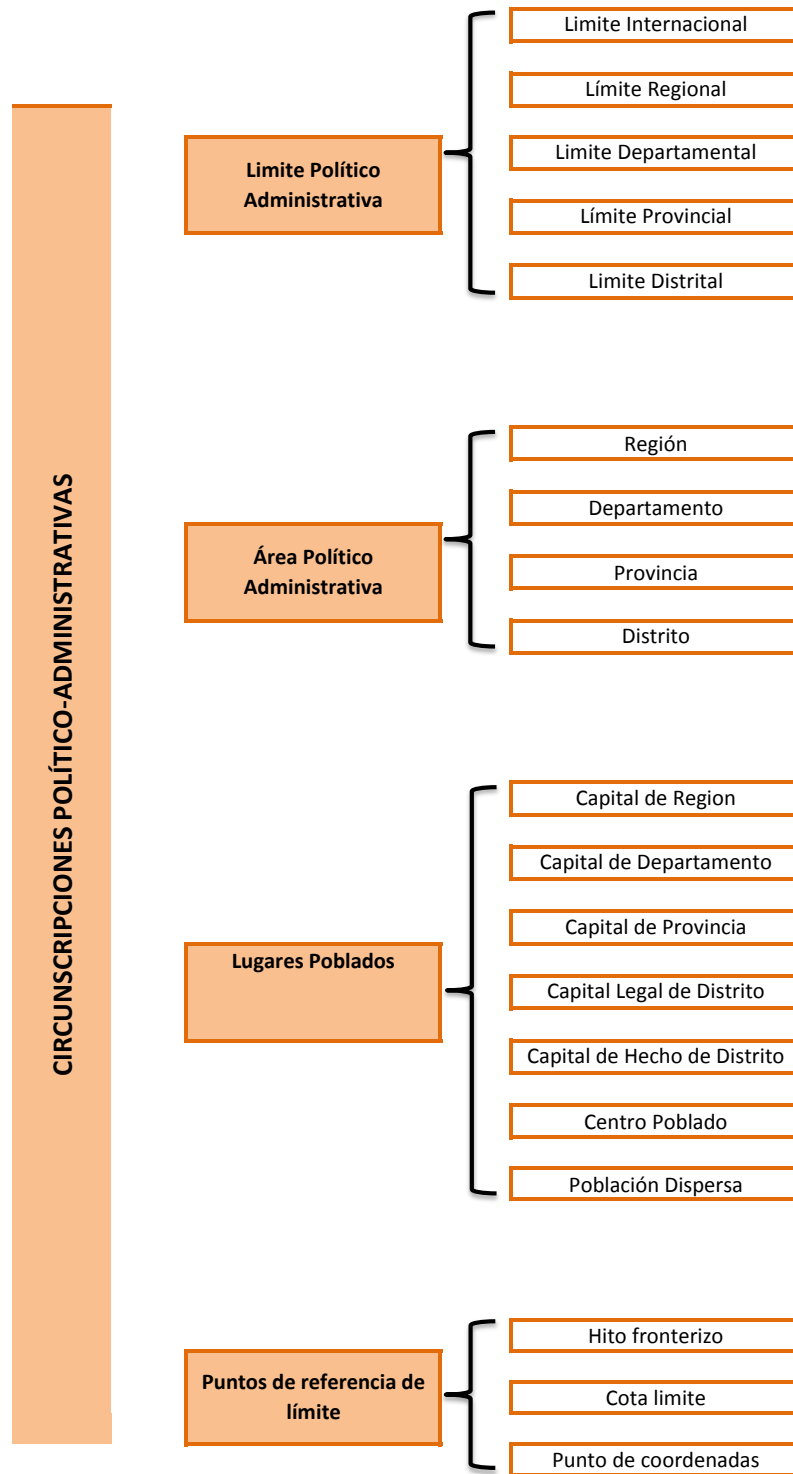 CIRCUNSCRIPCIONES POLÍTICO-ADMINISTRATIVAS
Limite Político
Administrativa
Limite Internacional
Límite Regional
Limite Departamental
Límite Provincial
Limite Distrital
Área Político
Administrativa
Región
Departamento
Provincia
Distrito
Lugares Poblados
Capital de Region
Capital de Departamento
Capital de Provincia
Capital Legal de Distrito
Capital de Hecho de Distrito
Centro Poblado
Población Dispersa
Puntos de referencia de
límite
Hito fronterizo
Cota limite
Punto de coordenadas